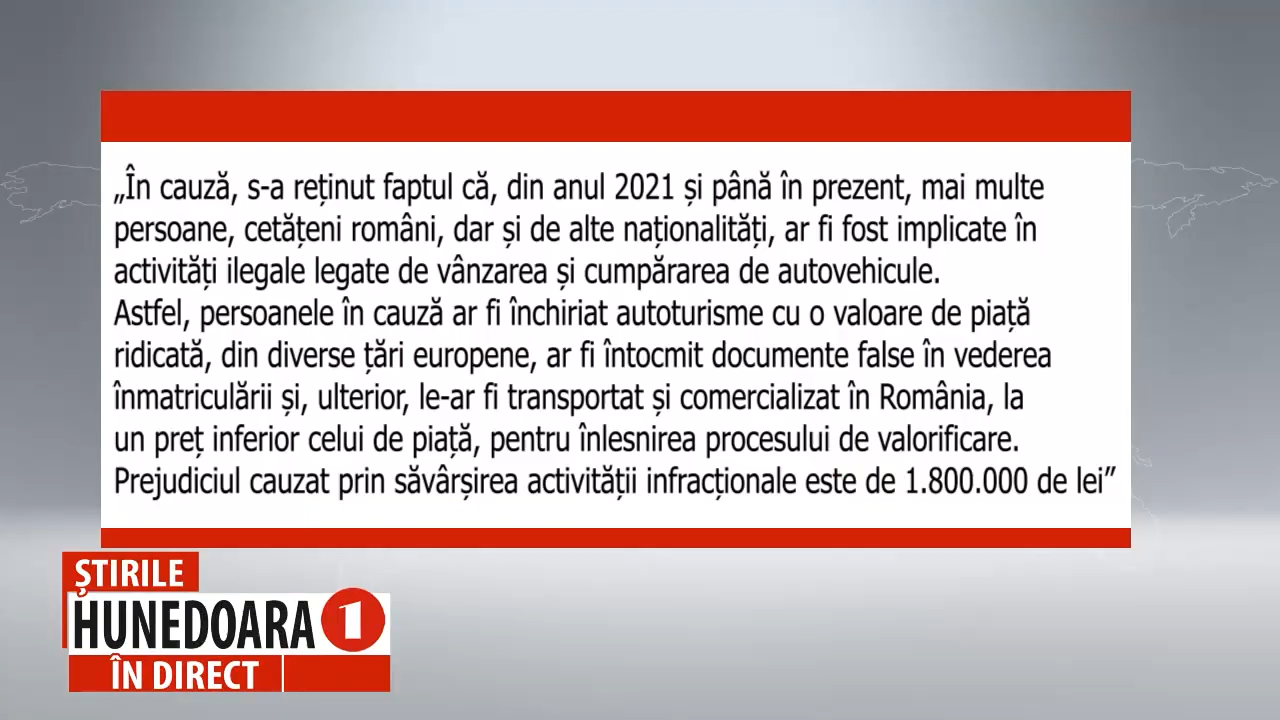 „În cauză, s-a reținut faptul că, din anul 2021 și până în prezent, mai multe
persoane, cetățeni români, dar și de alte naționalități, ar fi fost implicate în
activități ilegale legate de vânzarea și cumpărarea de autovehicule.
Astfel, persoanele în cauză ar fi închiriat autoturisme cu o valoare de piață
ridicată, din diverse țări europene, ar fi întocmit documente false în vederea
înmatriculării și, ulterior, le-ar fi transportat și comercializat în România, la
un preț inferior celui de piață, pentru înlesnirea procesului de valorificare.
Prejudiciul cauzat prin săvârșirea activității infracționale este de 1.800.000 de lei”
ȘTIRILE
HUNEDOARA 1
ÎN DIRECT